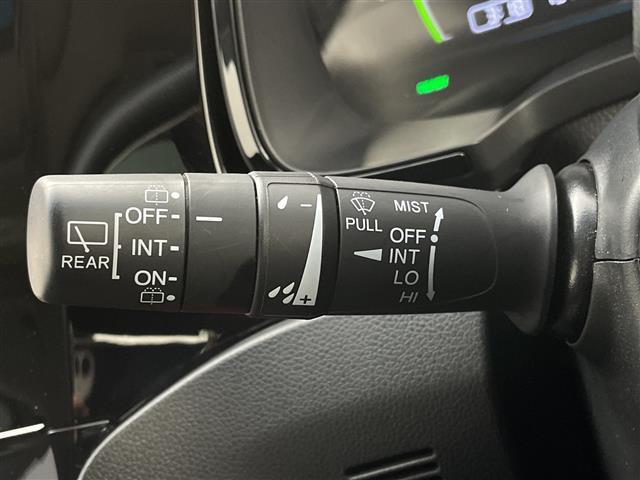 REAR
OFF
INT
ON
PULL
MIST
OFF
INT
LO
HI